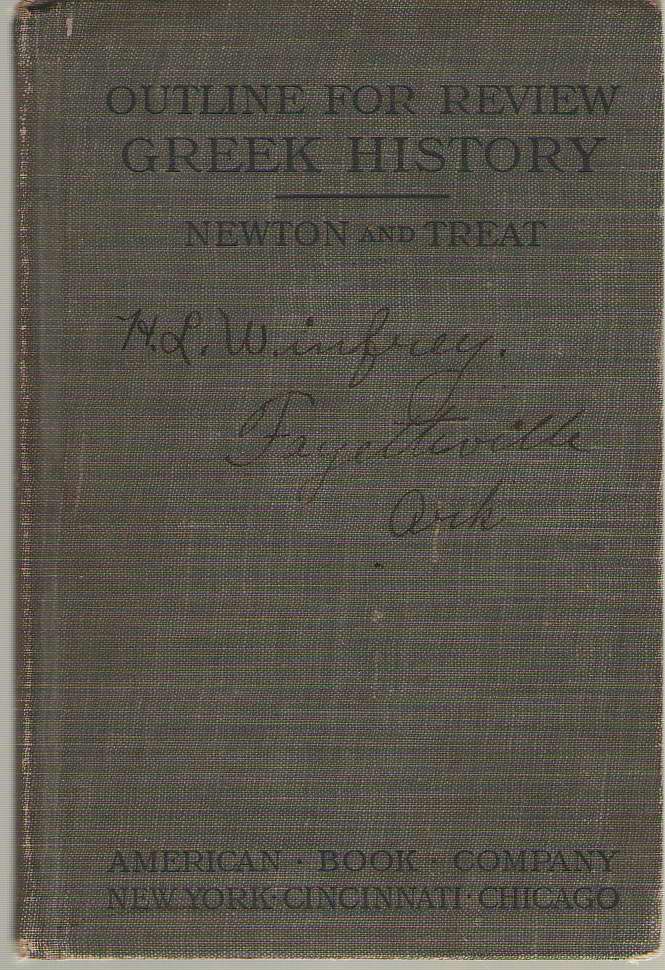 OUTLINE FOR REVIEW
GREEK HISTORY
NEWTON AND TREAT
H.L. Winfrey.
Fayetteville
Ark
AMERICAN · BOOK · COMPANY
NEW YORK · CINCINNATI · CHICAGO